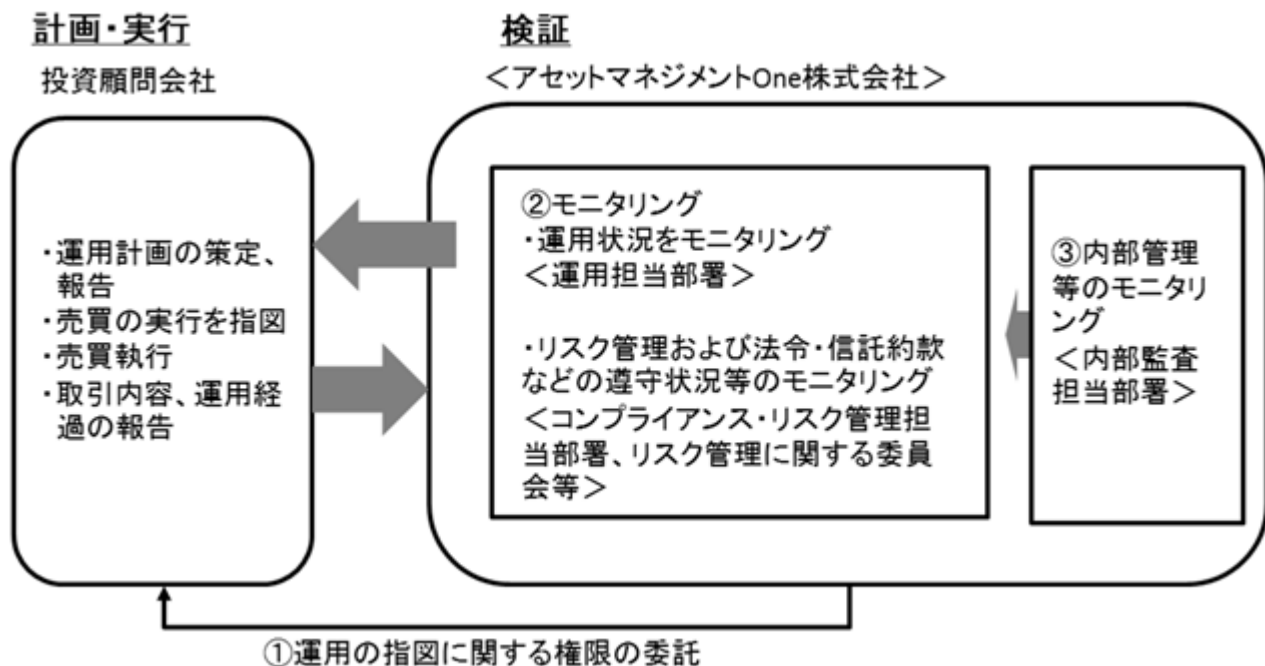 計画・実行
投資顧問会社
・運用計画の策定、
報告
・売買の実行を指図
・売買執行
・取引内容、運用経
過の報告
検証
＜アセットマネジメントOne株式会社＞
②モニタリング
・運用状況をモニタリング
＜運用担当部署＞
・リスク管理および法令・信託約款
などの遵守状況等のモニタリング
＜コンプライアンス・リスク管理担
当部署、リスク管理に関する委員
会等＞
③内部管理
等のモニタリ
ング
＜内部監査
担当部署＞
①運用の指図に関する権限の委託